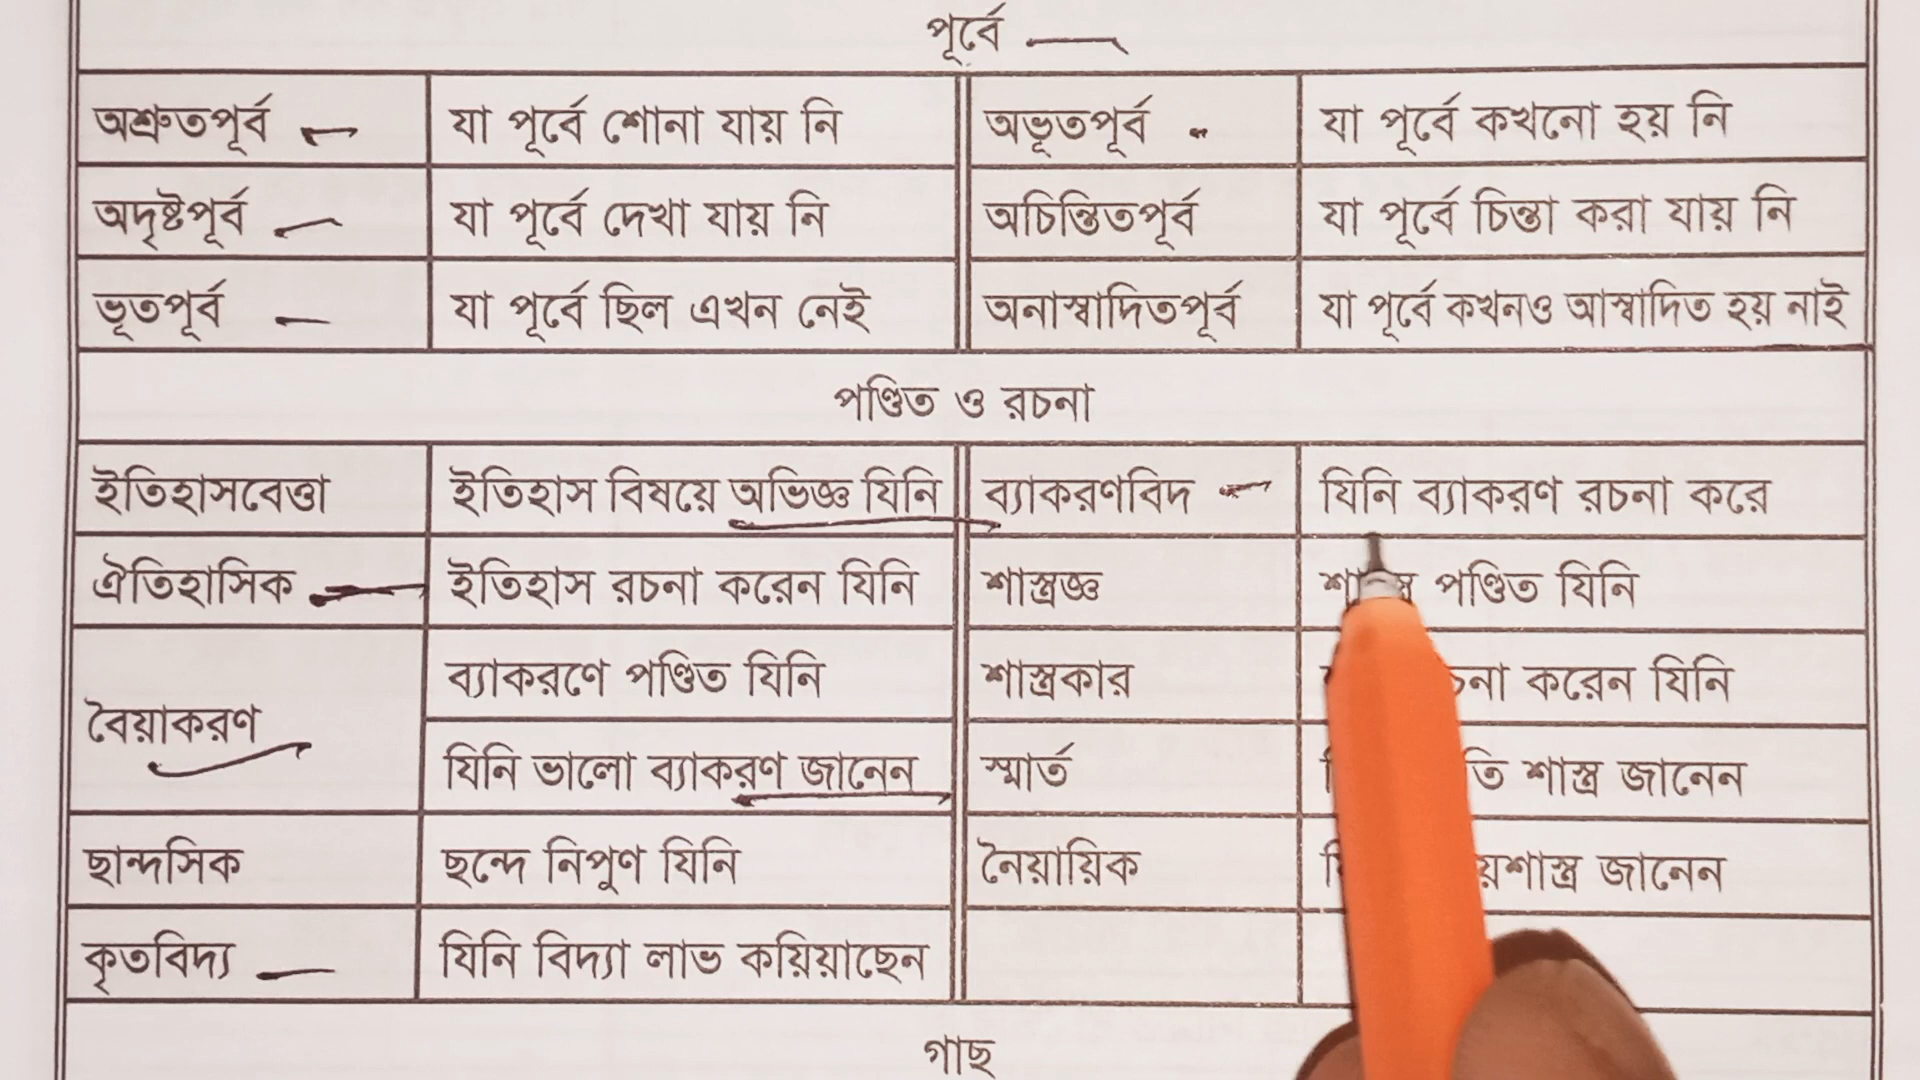 পূর্বে
অশ্রুতপূর্ব যা পূর্বে শোনা যায় নি অভূতপূর্ব যা পূর্বে কখনো হয় নি
অদৃষ্টপূর্ব যা পূর্বে দেখা যায় নি অচিন্তিতপূর্ব যা পূর্বে চিন্তা করা যায় নি
ভূতপূর্ব যা পূর্বে ছিল এখন নেই অনাস্বাদিতপূর্ব যা পূর্বে কখনও আস্বাদিত হয় নাই
পণ্ডিত ও রচনা
ইতিহাসবেত্তা ইতিহাস বিষয়ে অভিজ্ঞ যিনি ব্যাকরণবিদ যিনি ব্যাকরণ রচনা করে
ঐতিহাসিক ইতিহাস রচনা করেন যিনি শাস্ত্রজ্ঞ পণ্ডিত যিনি
ব্যাকরণে পণ্ডিত যিনি শাস্ত্রকার করেন যিনি
বৈয়াকরণ
যিনি ভালো ব্যাকরণ জানেন স্মার্ত শাস্ত্র জানেন
ছান্দসিক ছন্দে নিপুণ যিনি নৈয়ায়িক জানেন
কৃতবিদ্য যিনি বিদ্যা লাভ কয়িয়াছেন
গাছ